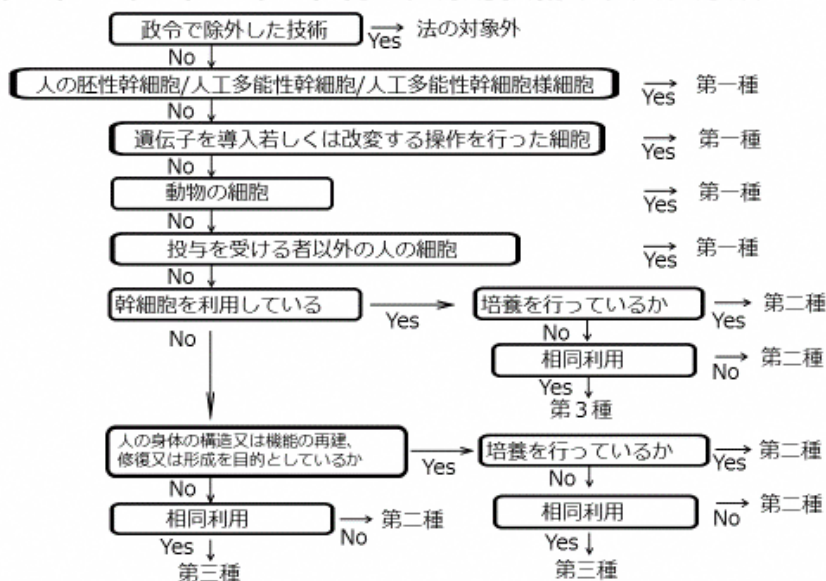 政令で除外した技術 Yes 法の対象外
No
人の胚性幹細胞/人工多能性幹細胞/人工多能性幹細胞様細胞 Yes 第一種
No
遺伝子を導入若しくは改変する操作を行った細胞 Yes 第一種
No
動物の細胞 Yes 第一種
No
投与を受ける者以外の人の細胞 Yes 第一種
No
幹細胞を利用している Yes 培養を行っているか Yes 第二種
No
相同利用 No 第二種
Yes
第３種
No
人の身体の構造又は機能の再建、
修復又は形成を目的としているか Yes 培養を行っているか Yes 第二種
No
相同利用 No 第二種
Yes
第三種
No
相同利用 No 第二種
Yes
第三種